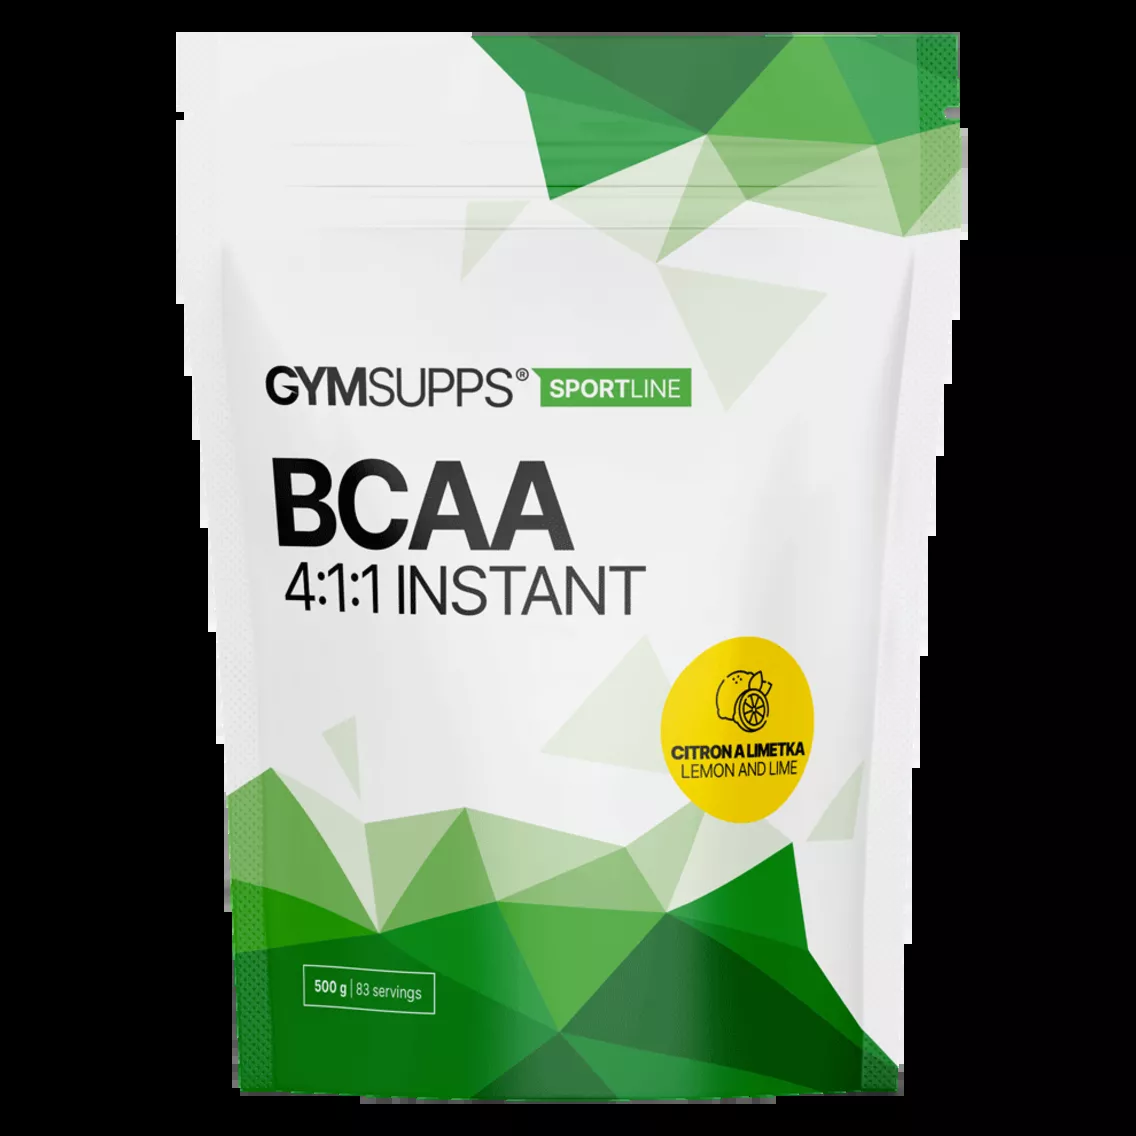 GYMSUPPS® SPORTLINE
BCAA
4:1:1 INSTANT
CITRON A LIMETKA
LEMON AND LIME
500 g | 83 servings